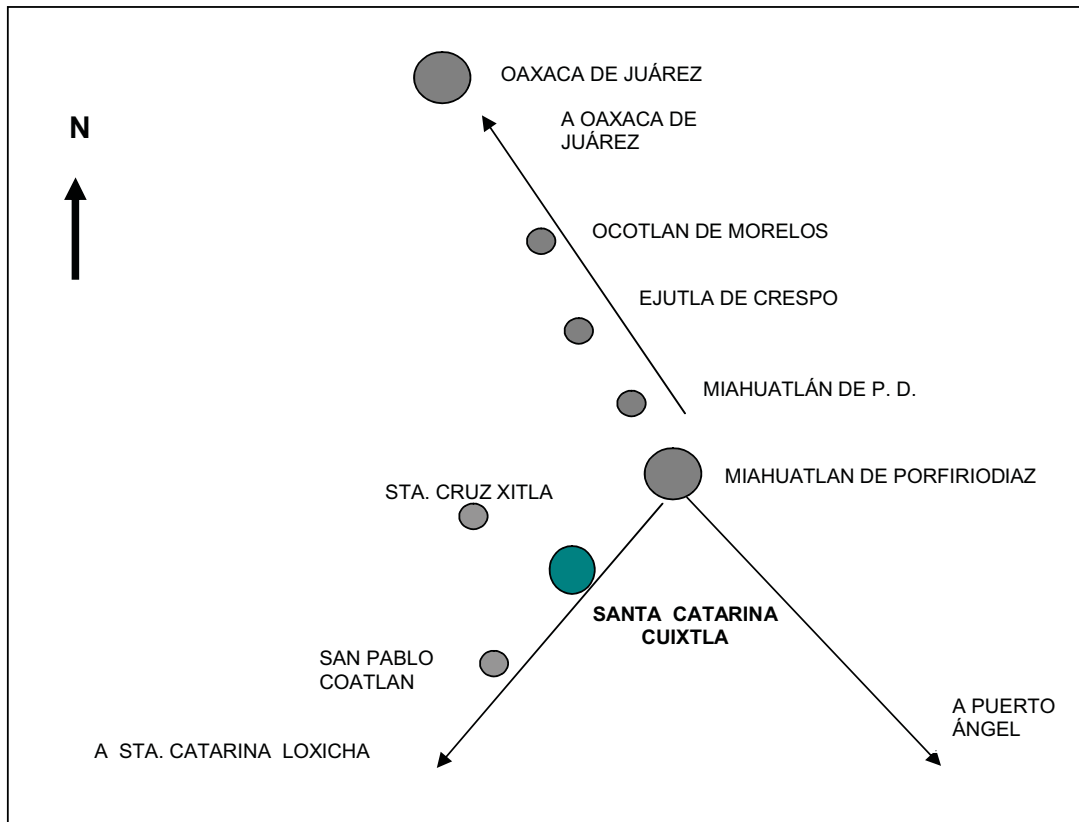 OAXACA DE JUÁREZ
A OAXACA DE
JUÁREZ
N
OCOTLAN DE MORELOS
EJUTLA DE CRESPO
MIAHUATLÁN DE P. D.
MIAHUATLAN DE PORFIRIODIAZ
STA. CRUZ XITLA
SANTA CATARINA
CUIXTLA
SAN PABLO
COATLAN
A PUERTO
ÁNGEL
A STA. CATARINA LOXICHA